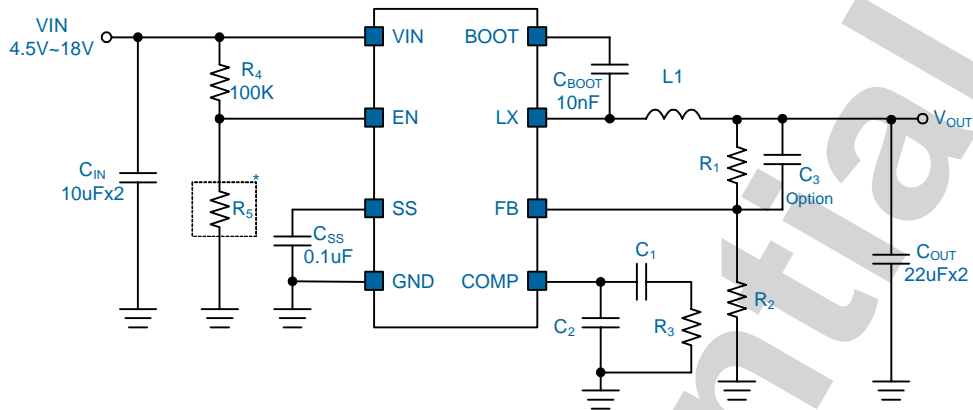 VIN
4.5V~18V
VIN
BOOT
R4
100K
CBOOT
10nF
L1
EN
LX
VOUT
CIN
10uFx2
*
R5
R1
C3
Option
SS
FB
CSS
0.1uF
COUT
22uFx2
GND
COMP
C1
C2
R3
R2